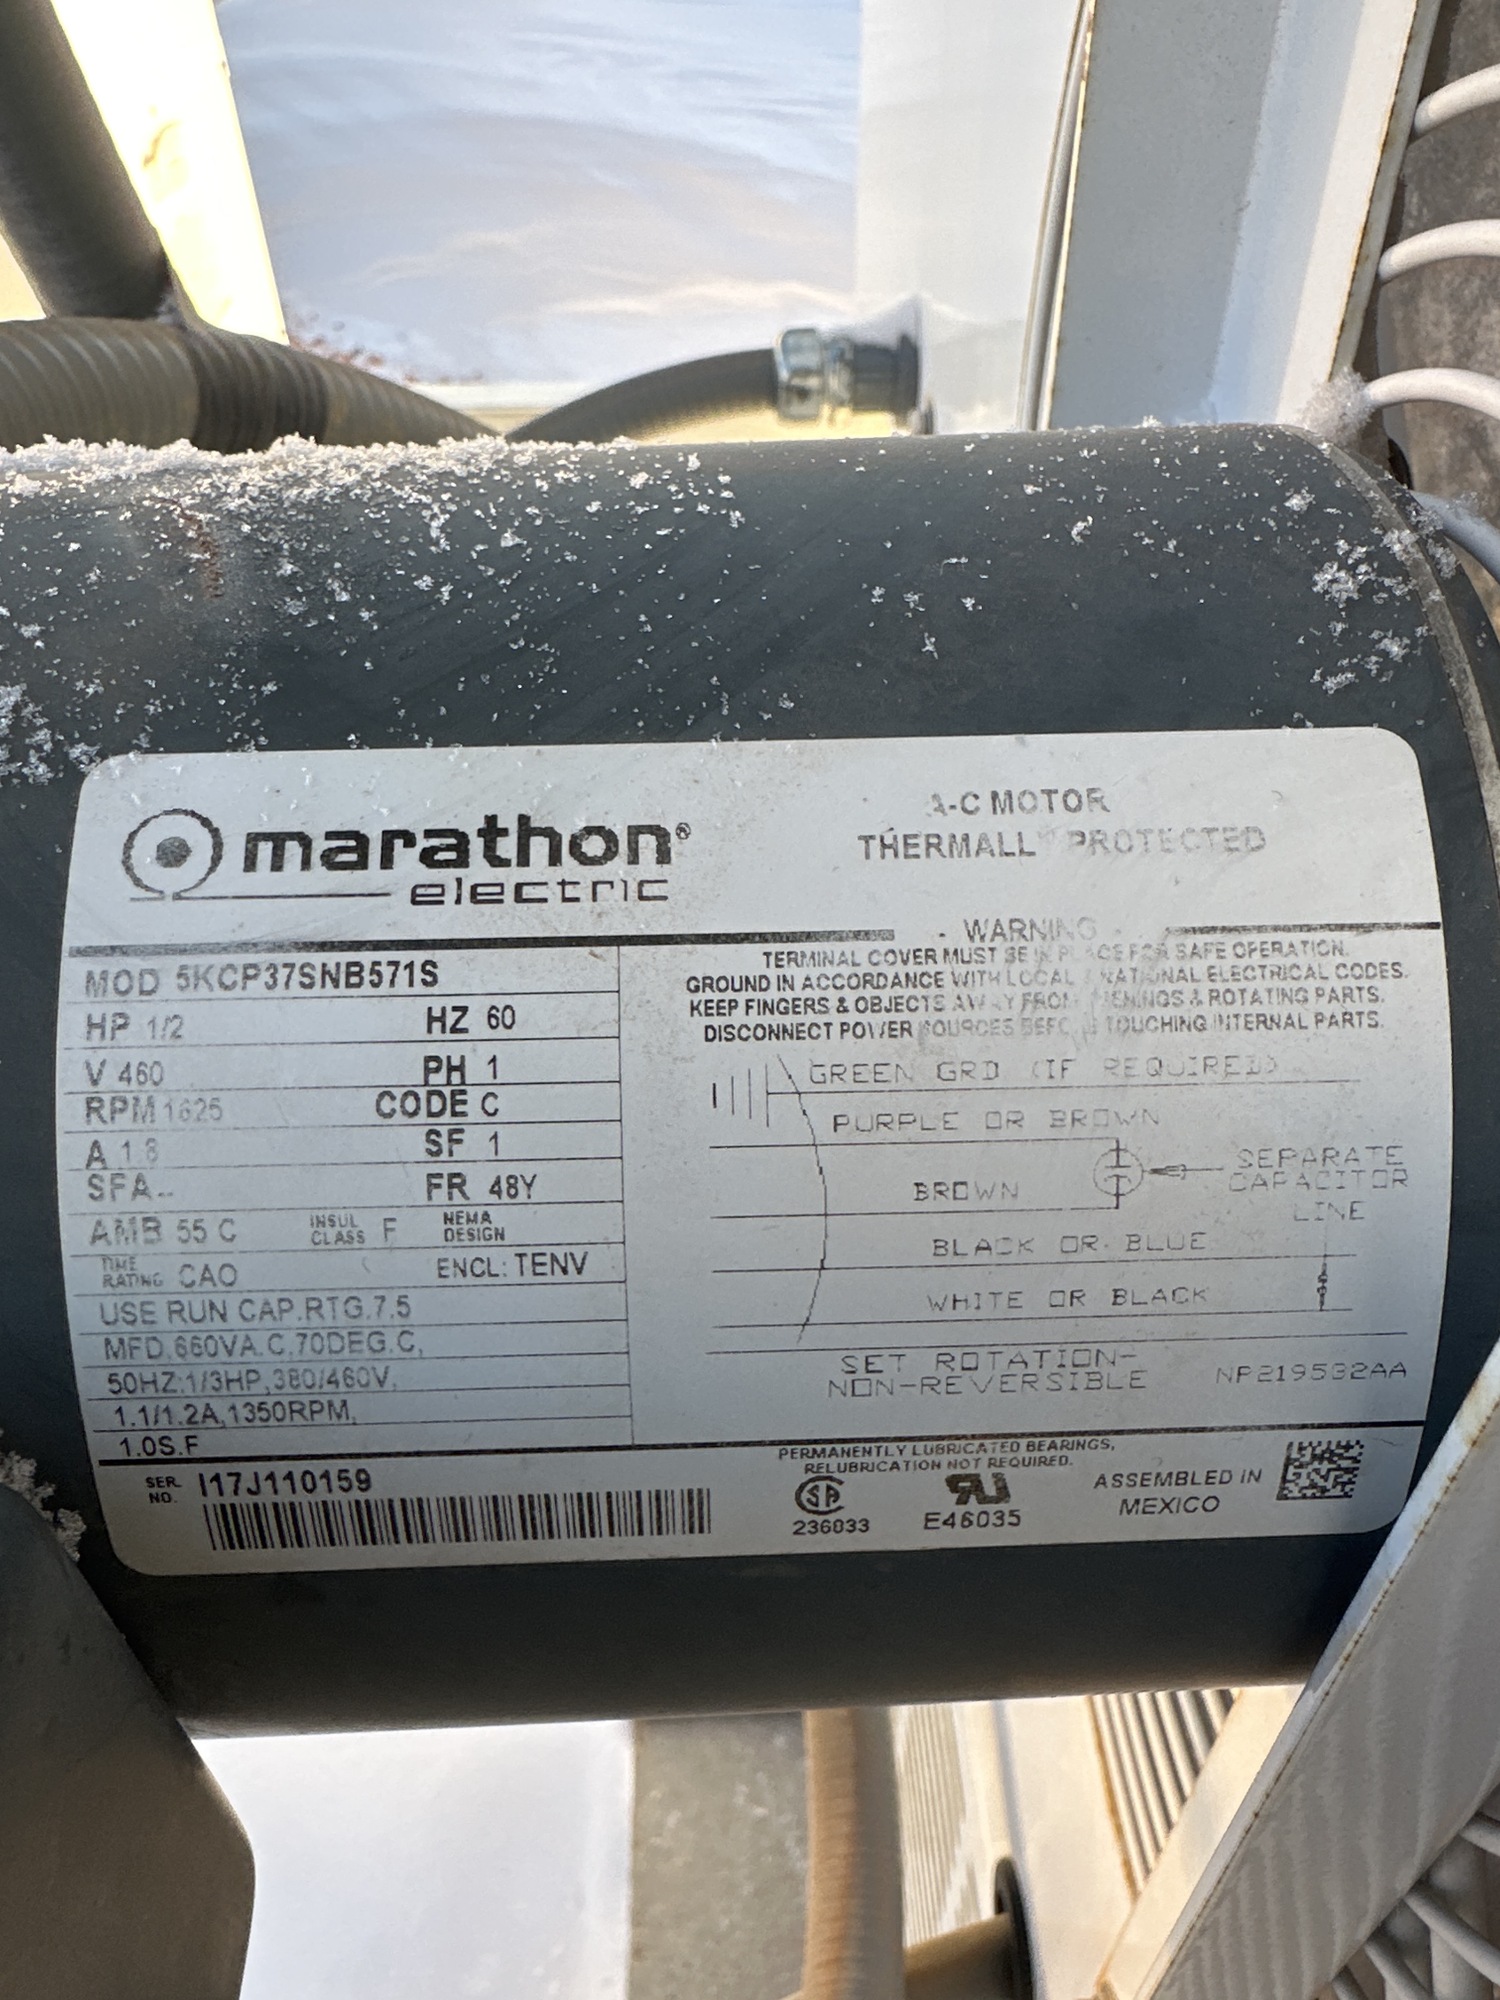 marathon®
electric
A-C MOTOR
THERMALLY PROTECTED
WARNING
TERMINAL COVER MUST BE IN PLACE FOR SAFE OPERATION.
GROUND IN ACCORDANCE WITH LOCAL & NATIONAL ELECTRICAL CODES.
KEEP FINGERS & OBJECTS AWAY FROM OPENINGS & ROTATING PARTS.
DISCONNECT POWER SOURCES BEFORE TOUCHING INTERNAL PARTS.
MOD 5KCP37SNB571S
HP 1/2 HZ 60
V 460 PH 1
RPM 1625 CODE C
A 1.8 SF 1
SFA -- FR 48Y
AMB 55 C INSUL CLASS F NEMA DESIGN
TIME RATING CAO ENCL: TENV
USE RUN CAP.RTG.7.5
MFD,660VA.C,70DEG.C,
50HZ:1/3HP,380/460V,
1.1/1.2A,1350RPM,
1.0S.F
GREEN GRD (IF REQUIRED)
PURPLE OR BROWN
BROWN
SEPARATE
CAPACITOR
LINE
BLACK OR BLUE
WHITE OR BLACK
SET ROTATION-
NON-REVERSIBLE
NP219532AA
SER. NO. I17J110159
PERMANENTLY LUBRICATED BEARINGS,
RELUBRICATION NOT REQUIRED.
236033
E46035
ASSEMBLED IN
MEXICO